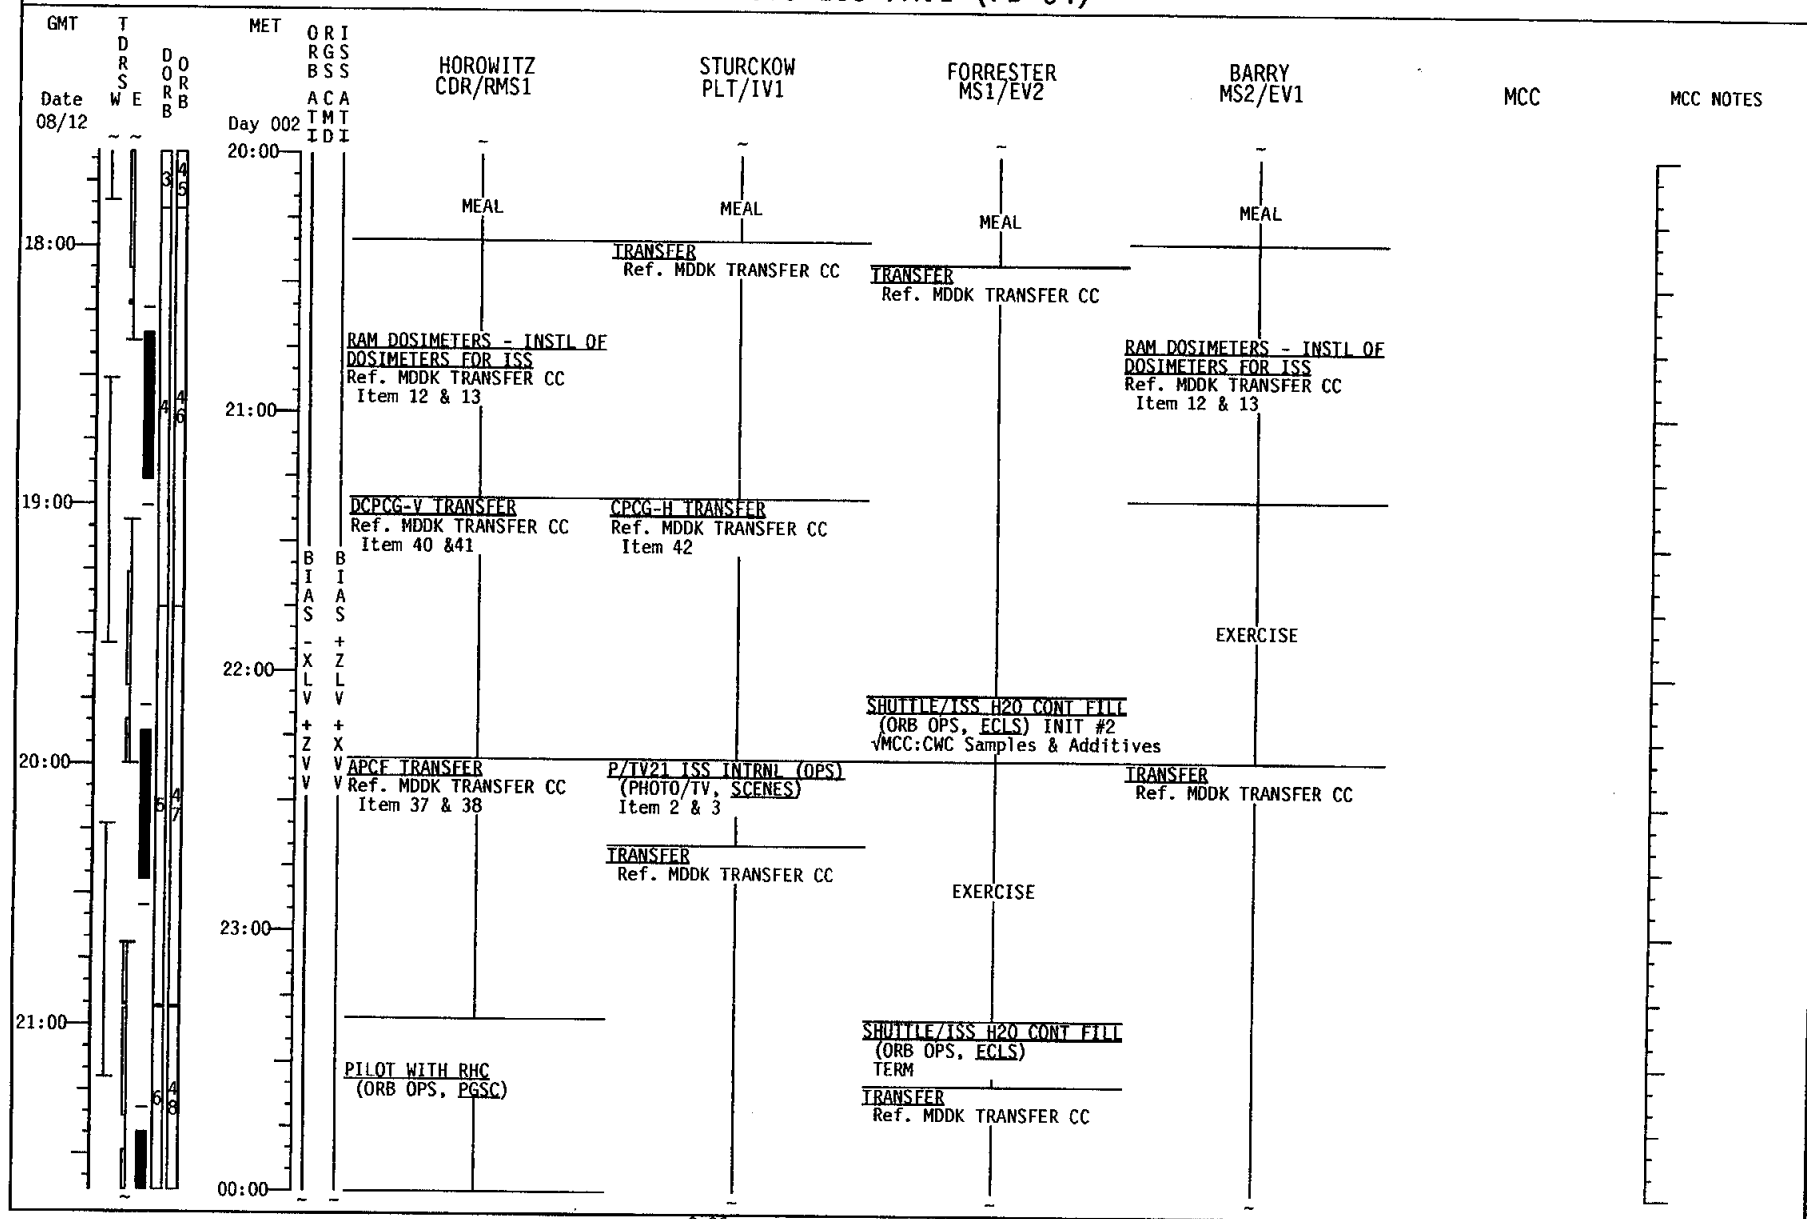 GMT
TDRS
W E
DORB
ORB
MET
ORB ATI
ORGS CMD
ISS ATI
HOROWITZ
CDR/RMS1
STURCKOW
PLT/IV1
FORRESTER
MS1/EV2
BARRY
MS2/EV1
MCC
MCC NOTES
Date
08/12
Day 002
20:00
3
45
MEAL
MEAL
MEAL
MEAL
18:00
TRANSFER
Ref. MDDK TRANSFER CC
TRANSFER
Ref. MDDK TRANSFER CC
RAM DOSIMETERS - INSTL OF
DOSIMETERS FOR ISS
Ref. MDDK TRANSFER CC
Item 12 & 13
RAM DOSIMETERS - INSTL OF
DOSIMETERS FOR ISS
Ref. MDDK TRANSFER CC
Item 12 & 13
4
46
21:00
19:00
DCPCG-V TRANSFER
Ref. MDDK TRANSFER CC
Item 40 &41
CPCG-H TRANSFER
Ref. MDDK TRANSFER CC
Item 42
BIAS -XLV +ZVV
BIAS +ZLV +XVV
EXERCISE
22:00
SHUTTLE/ISS H2O CONT FILL
(ORB OPS, ECLS) INIT #2
√MCC:CWC Samples & Additives
20:00
APCF TRANSFER
Ref. MDDK TRANSFER CC
Item 37 & 38
P/TV21 ISS INTRNL (OPS)
(PHOTO/TV, SCENES)
Item 2 & 3
TRANSFER
Ref. MDDK TRANSFER CC
5
47
TRANSFER
Ref. MDDK TRANSFER CC
EXERCISE
23:00
21:00
SHUTTLE/ISS H2O CONT FILL
(ORB OPS, ECLS)
TERM
PILOT WITH RHC
(ORB OPS, PGSC)
6
48
TRANSFER
Ref. MDDK TRANSFER CC
00:00